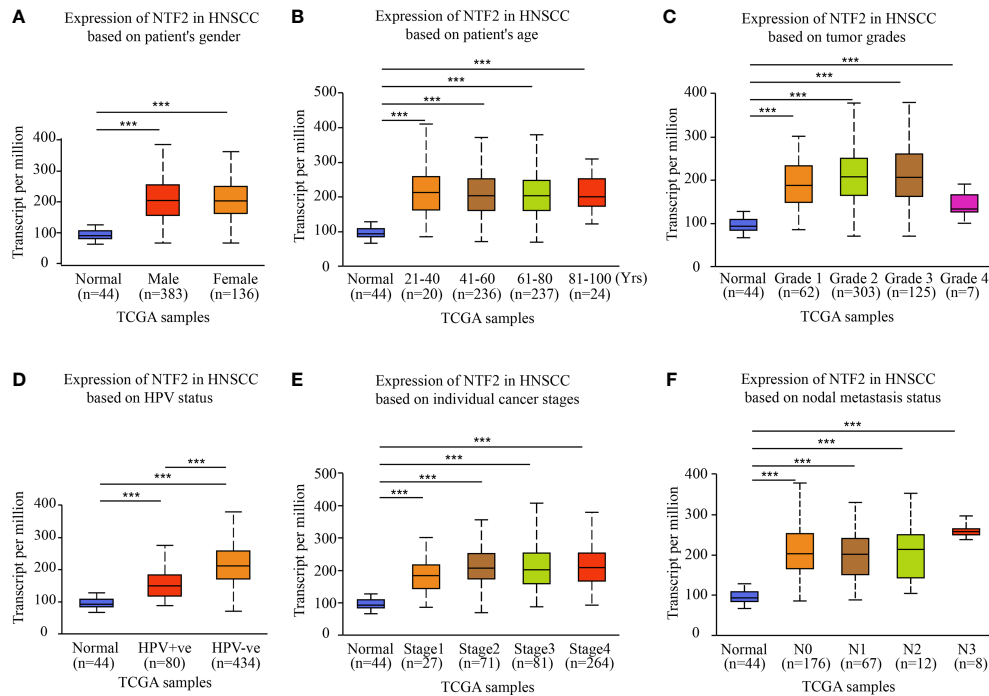 A
Expression of NTF2 in HNSCC
based on patient's gender
***
***
Transcript per million
400
300
200
100
0
Normal Male Female
(n=44) (n=383) (n=136)
TCGA samples
B
Expression of NTF2 in HNSCC
based on patient's age
***
***
***
***
Transcript per million
500
400
300
200
100
0
Normal 21-40 41-60 61-80 81-100 (Yrs)
(n=44) (n=20) (n=236) (n=237) (n=24)
TCGA samples
C
Expression of NTF2 in HNSCC
based on tumor grades
***
***
***
***
Transcript per million
400
300
200
100
0
Normal Grade 1 Grade 2 Grade 3 Grade 4
(n=44) (n=62) (n=303) (n=125) (n=7)
TCGA samples
D
Expression of NTF2 in HNSCC
based on HPV status
***
***
***
Transcript per million
400
300
200
100
0
Normal HPV+ve HPV-ve
(n=44) (n=80) (n=434)
TCGA samples
E
Expression of NTF2 in HNSCC
based on individual cancer stages
***
***
***
***
Transcript per million
500
400
300
200
100
0
Normal Stage1 Stage2 Stage3 Stage4
(n=44) (n=27) (n=71) (n=81) (n=264)
TCGA samples
F
Expression of NTF2 in HNSCC
based on nodal metastasis status
***
***
***
***
Transcript per million
400
300
200
100
0
Normal N0 N1 N2 N3
(n=44) (n=176) (n=67) (n=12) (n=8)
TCGA samples